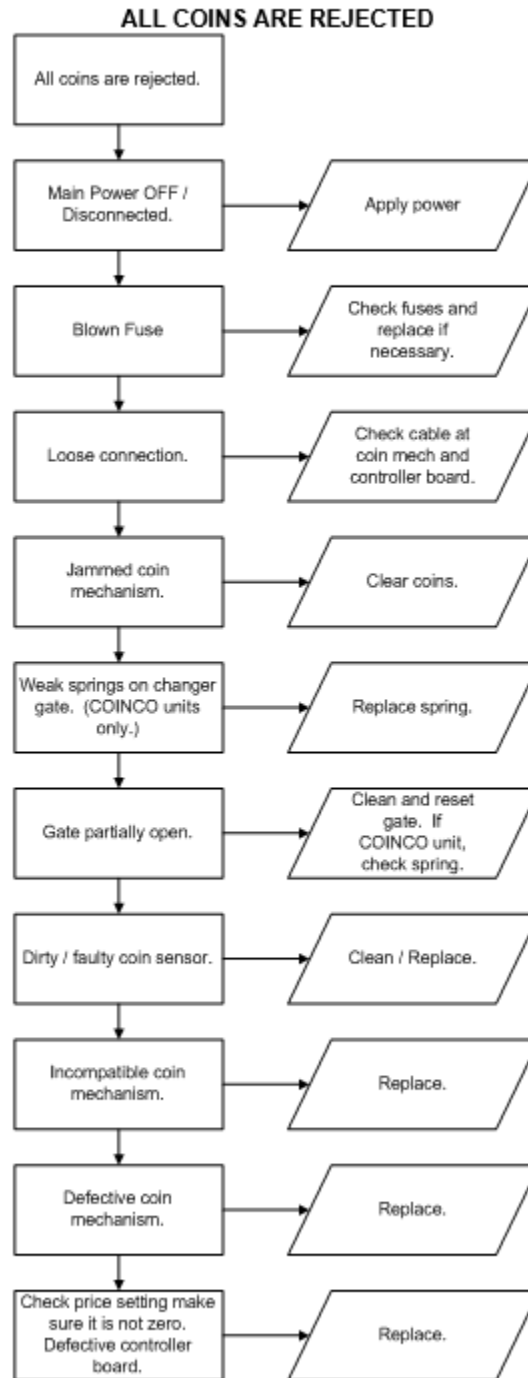 ALL COINS ARE REJECTED
All coins are rejected.
Main Power OFF /
Disconnected.
Apply power
Blown Fuse
Check fuses and
replace if
necessary.
Loose connection.
Check cable at
coin mech and
controller board.
Jammed coin
mechanism.
Clear coins.
Weak springs on changer
gate.  (COINCO units
only.)
Replace spring.
Gate partially open.
Clean and reset
gate.  If
COINCO unit,
check spring.
Dirty / faulty coin sensor.
Clean / Replace.
Incompatible coin
mechanism.
Replace.
Defective coin
mechanism.
Replace.
Check price setting make
sure it is not zero.
Defective controller
board.
Replace.